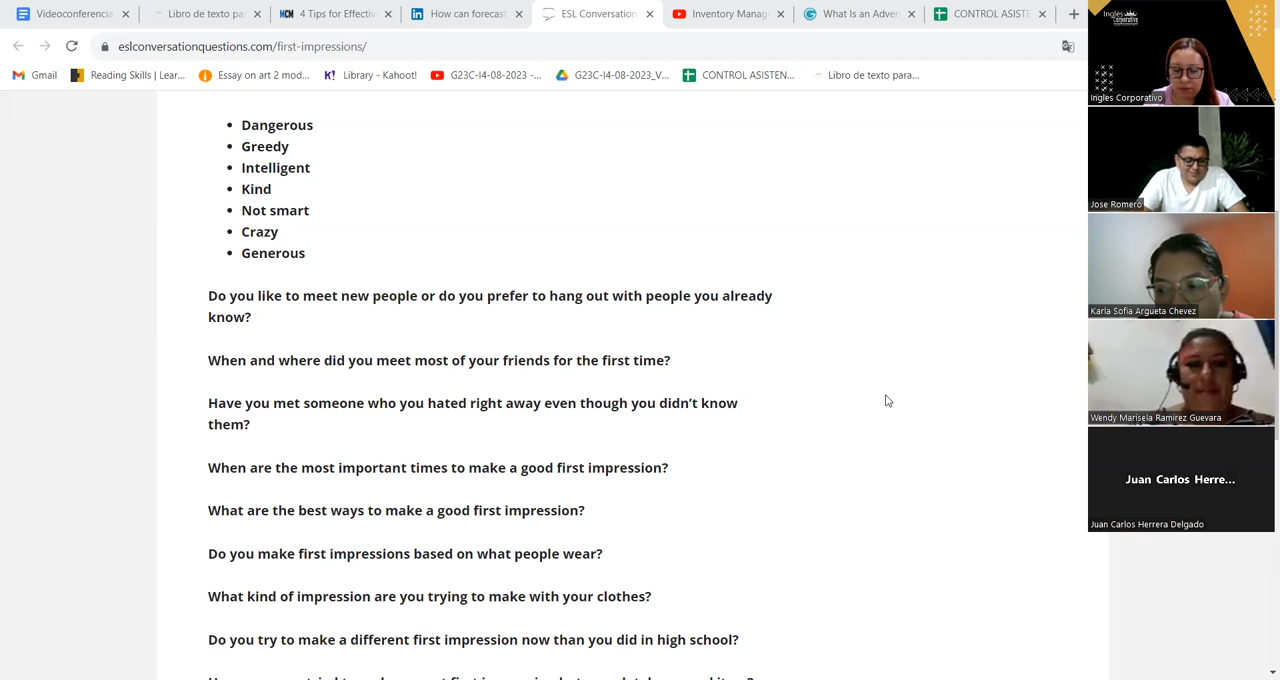 Videoconferencia
Libro de texto pa
4 Tips for Effectiv
How can forecast
ESL Conversation
Inventory Manag
What Is an Adver
CONTROL ASISTE
eslconversationquestions.com/first-impressions/
Gmail
Reading Skills | Lear...
Essay on art 2 mod...
Library - Kahoot!
G23C-I4-08-2023 -...
G23C-I4-08-2023_V...
CONTROL ASISTEN...
Libro de texto para...
• Dangerous
• Greedy
• Intelligent
• Kind
• Not smart
• Crazy
• Generous
Do you like to meet new people or do you prefer to hang out with people you already
know?
When and where did you meet most of your friends for the first time?
Have you met someone who you hated right away even though you didn't know
them?
When are the most important times to make a good first impression?
What are the best ways to make a good first impression?
Do you make first impressions based on what people wear?
What kind of impression are you trying to make with your clothes?
Do you try to make a different first impression now than you did in high school?
Inglés
Corporativo
Ingles Corporativo
Jose Romero
Karla Sofia Argueta Chevez
Wendy Marisela Ramirez Guevara
Juan Carlos Herre...
Juan Carlos Herrera Delgado